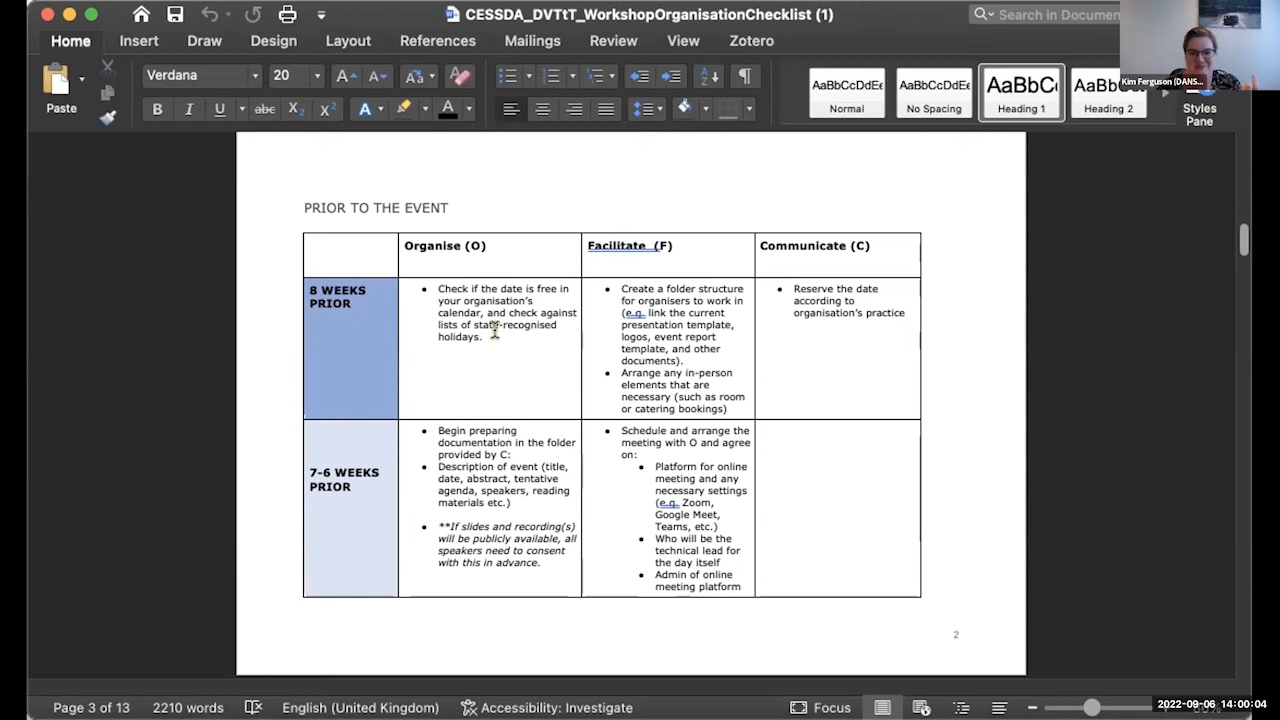 CESSDA_DVTtT_WorkshopOrganisationChecklist (1)
Search in Documen
Home Insert Draw Design Layout References Mailings Review View Zotero
Kim Ferguson (DANS...
Paste
Verdana 20
AaBbCcDdEe AaBbCcDdEe AaBbC AaBbCcD
Normal No Spacing Heading 1 Heading 2
Styles
Pane
PRIOR TO THE EVENT
Organise (O) Facilitate (F) Communicate (C)
8 WEEKS
PRIOR
• Check if the date is free in
your organisation's
calendar, and check against
lists of state-recognised
holidays.
• Create a folder structure
for organisers to work in
(e.g. link the current
presentation template,
logos, event report
template, and other
documents).
• Arrange any in-person
elements that are
necessary (such as room
or catering bookings)
• Reserve the date
according to
organisation's practice
7-6 WEEKS
PRIOR
• Begin preparing
documentation in the folder
provided by C:
• Description of event (title,
date, abstract, tentative
agenda, speakers, reading
materials etc.)
• **If slides and recording(s)
will be publicly available, all
speakers need to consent
with this in advance.
• Schedule and arrange the
meeting with O and agree
on:
• Platform for online
meeting and any
necessary settings
(e.g. Zoom,
Google Meet,
Teams, etc.)
• Who will be the
technical lead for
the day itself
• Admin of online
meeting platform
2
Page 3 of 13 2210 words English (United Kingdom) Accessibility: Investigate Focus
2022-09-06 14:00:04